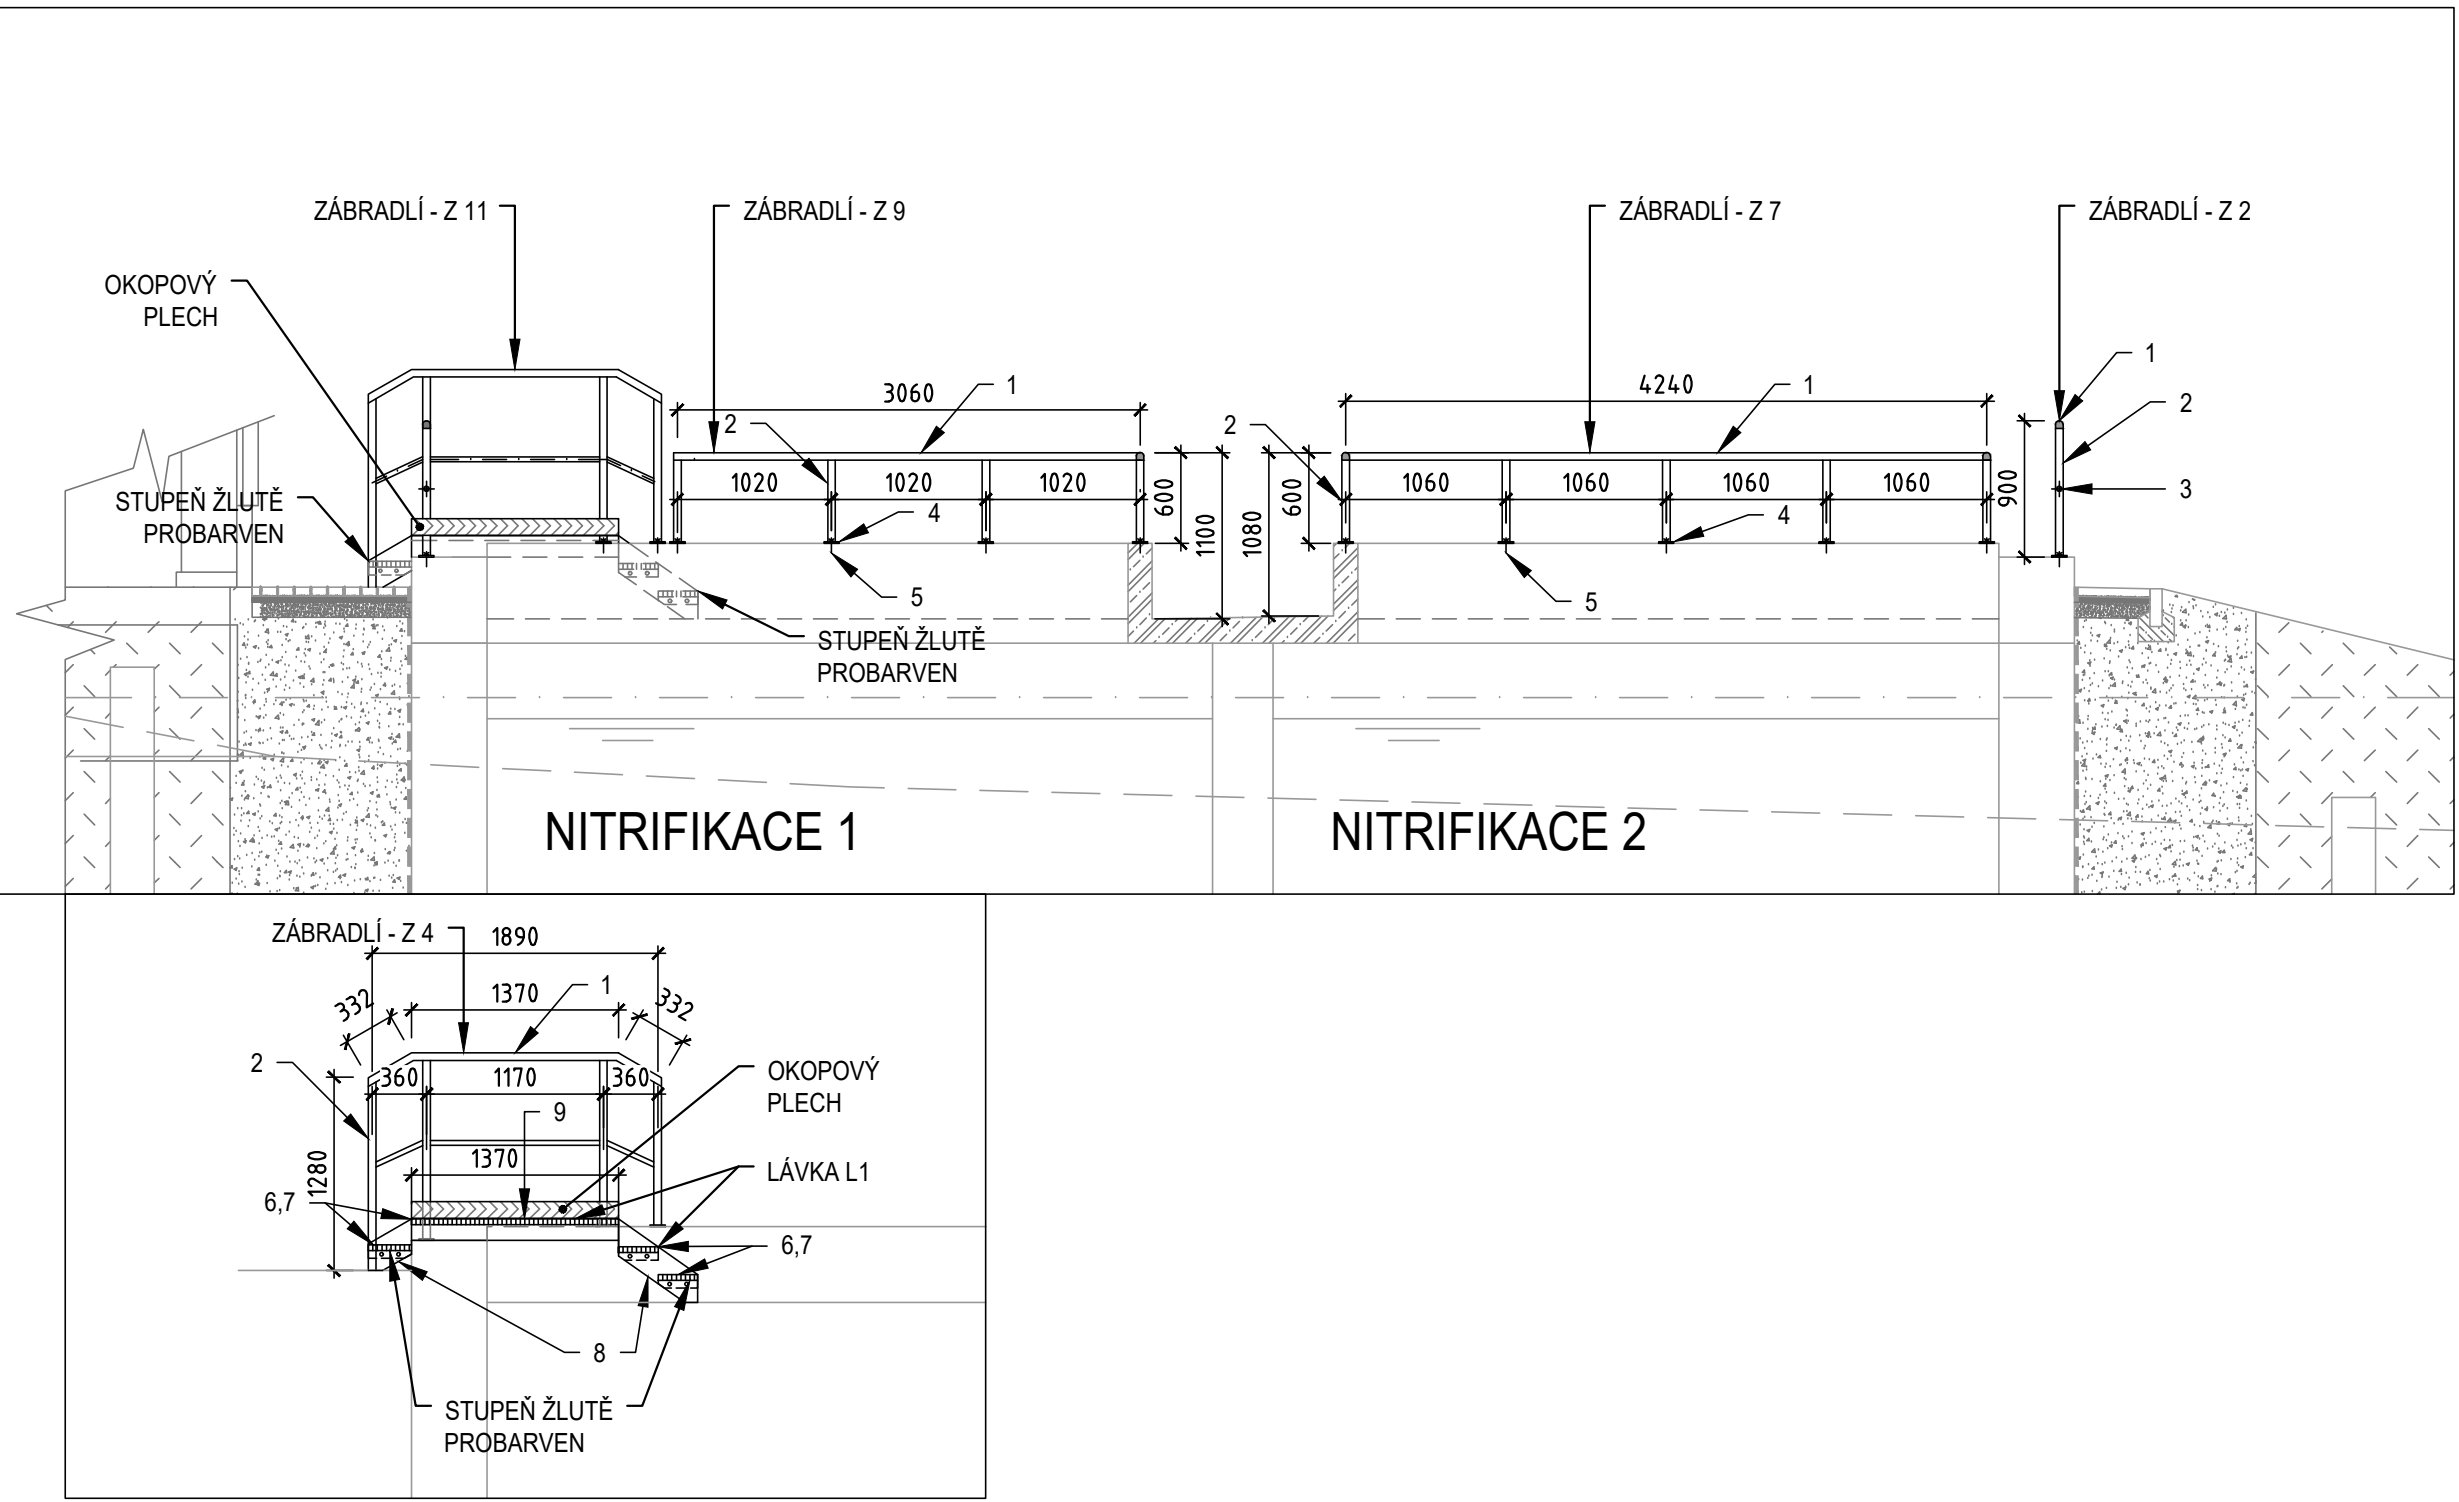 ZÁBRADLÍ - Z 11
ZÁBRADLÍ - Z 9
ZÁBRADLÍ - Z 7
ZÁBRADLÍ - Z 2
OKOPOVÝ
PLECH
STUPEŇ ŽLUTĚ
PROBARVEN
3060
1
2
1020
1020
1020
4
5
600
1100
1080
600
2
4240
1
1060
1060
1060
1060
4
5
900
1
2
3
STUPEŇ ŽLUTĚ
PROBARVEN
NITRIFIKACE 1
NITRIFIKACE 2
ZÁBRADLÍ - Z 4
1890
332
1370
1
332
2
360
1170
360
9
OKOPOVÝ
PLECH
1280
1370
LÁVKA L1
6,7
6,7
8
STUPEŇ ŽLUTĚ
PROBARVEN